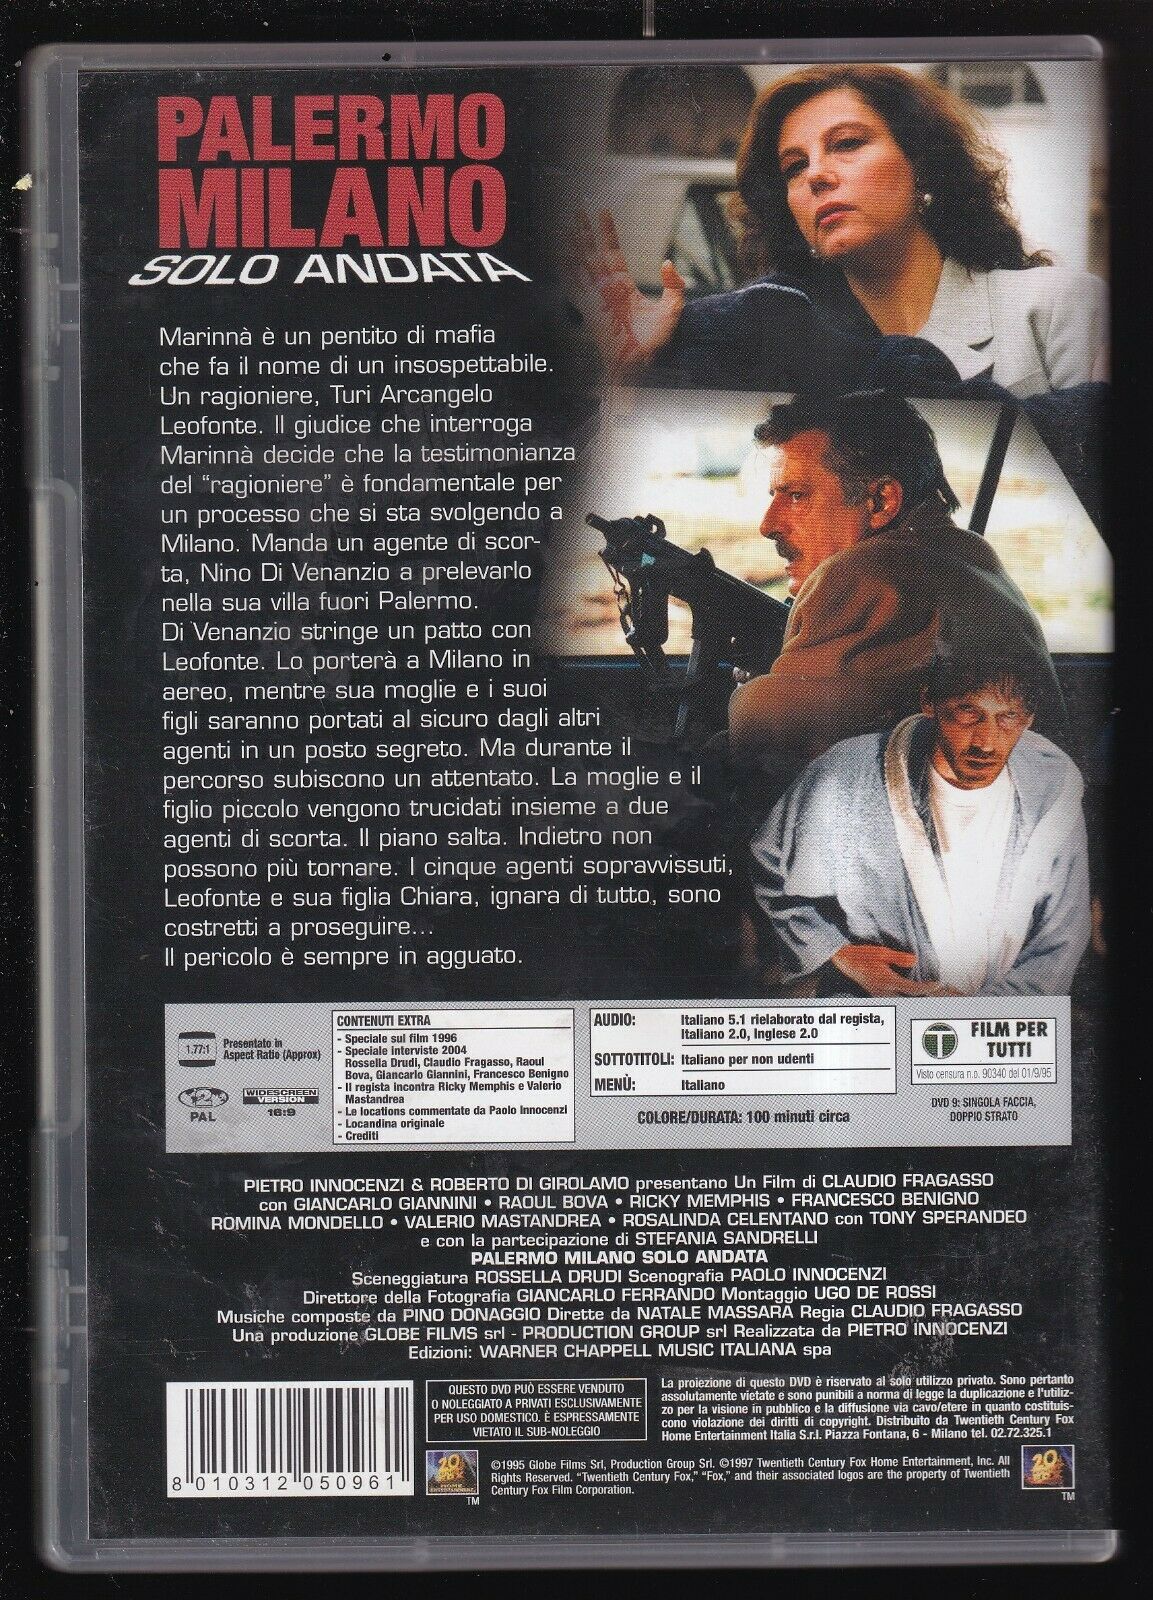 PALERMO
MILANO
SOLO ANDATA
Marinnà è un pentito di mafia
che fa il nome di un insospettabile.
Un ragioniere, Turi Arcangelo
Leofonte. Il giudice che interroga
Marinnà decide che la testimonianza
del “ragioniere” è fondamentale per
un processo che si sta svolgendo a
Milano. Manda un agente di scor-
ta, Nino Di Venanzio a prelevarlo
nella sua villa fuori Palermo.
Di Venanzio stringe un patto con
Leofonte. Lo porterà a Milano in
aereo, mentre sua moglie e i suoi
figli saranno portati al sicuro dagli altri
agenti in un posto segreto. Ma durante il
percorso subiscono un attentato. La moglie e il
figlio piccolo vengono trucidati insieme a due
agenti di scorta. Il piano salta. Indietro non
possono più tornare. I cinque agenti sopravvissuti,
Leofonte e sua figlia Chiara, ignara di tutto, sono
costretti a proseguire...
Il pericolo è sempre in agguato.
1.77:1
Presentato in
Aspect Ratio (Approx)
PAL
WIDESCREEN
VERSION
16:9
CONTENUTI EXTRA
- Speciale sul film 1996
- Speciale interviste 2004
Rossella Drudi, Claudio Fragasso, Raoul
Bova, Giancarlo Giannini, Francesco Benigno
- Il regista incontra Ricky Memphis e Valerio
Mastandrea
- Le locations commentate da Paolo Innocenzi
- Locandina originale
- Crediti
AUDIO: Italiano 5.1 rielaborato dal regista,
Italiano 2.0, Inglese 2.0
SOTTOTITOLI: Italiano per non udenti
MENÙ: Italiano
COLORE/DURATA: 100 minuti circa
T
FILM PER
TUTTI
Visto censura n.o. 90340 del 01/9/95
DVD 9: SINGOLA FACCIA,
DOPPIO STRATO
PIETRO INNOCENZI & ROBERTO DI GIROLAMO presentano Un Film di CLAUDIO FRAGASSO
con GIANCARLO GIANNINI • RAOUL BOVA • RICKY MEMPHIS • FRANCESCO BENIGNO
ROMINA MONDELLO • VALERIO MASTANDREA • ROSALINDA CELENTANO con TONY SPERANDEO
e con la partecipazione di STEFANIA SANDRELLI
PALERMO MILANO SOLO ANDATA
Sceneggiatura ROSSELLA DRUDI Scenografia PAOLO INNOCENZI
Direttore della Fotografia GIANCARLO FERRANDO Montaggio UGO DE ROSSI
Musiche composte da PINO DONAGGIO Dirette da NATALE MASSARA Regia CLAUDIO FRAGASSO
Una produzione GLOBE FILMS srl - PRODUCTION GROUP srl Realizzata da PIETRO INNOCENZI
Edizioni: WARNER CHAPPELL MUSIC ITALIANA spa
8 010312 050961
QUESTO DVD PUÒ ESSERE VENDUTO
O NOLEGGIATO A PRIVATI ESCLUSIVAMENTE
PER USO DOMESTICO. È ESPRESSAMENTE
VIETATO IL SUB-NOLEGGIO
La proiezione di questo DVD è riservato al solo utilizzo privato. Sono pertanto
assolutamente vietate e sono punibili a norma di legge la duplicazione e l'utiliz-
zo per la visione in pubblico e la diffusione via cavo/etere in quanto costituis-
cono violazione dei diritti di copyright. Distribuito da Twentieth Century Fox
Home Entertainment Italia S.r.l. Piazza Fontana, 6 - Milano tel. 02.72.325.1
20
TM
©1995 Globe Films Srl, Production Group Srl. ©1997 Twentieth Century Fox Home Entertainment, Inc. All
Rights Reserved. "Twentieth Century Fox," "Fox," and their associated logos are the property of Twentieth
Century Fox Film Corporation.
20
TM